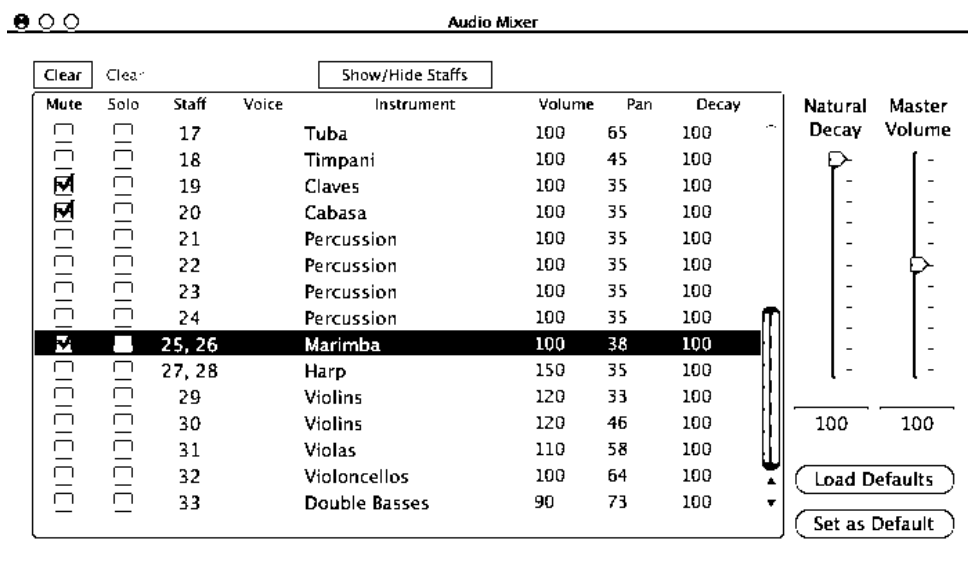 Audio Mixer
Clear Clear Show/Hide Staffs
Mute Solo Staff Voice Instrument Volume Pan Decay
17 Tuba 100 65 100
18 Timpani 100 45 100
19 Claves 100 35 100
20 Cabasa 100 35 100
21 Percussion 100 35 100
22 Percussion 100 35 100
23 Percussion 100 35 100
24 Percussion 100 35 100
25, 26 Marimba 100 38 100
27, 28 Harp 150 35 100
29 Violins 120 33 100
30 Violins 120 46 100
31 Violas 110 58 100
32 Violoncellos 100 64 100
33 Double Basses 90 73 100
Natural Master
Decay Volume
100 100
Load Defaults
Set as Default